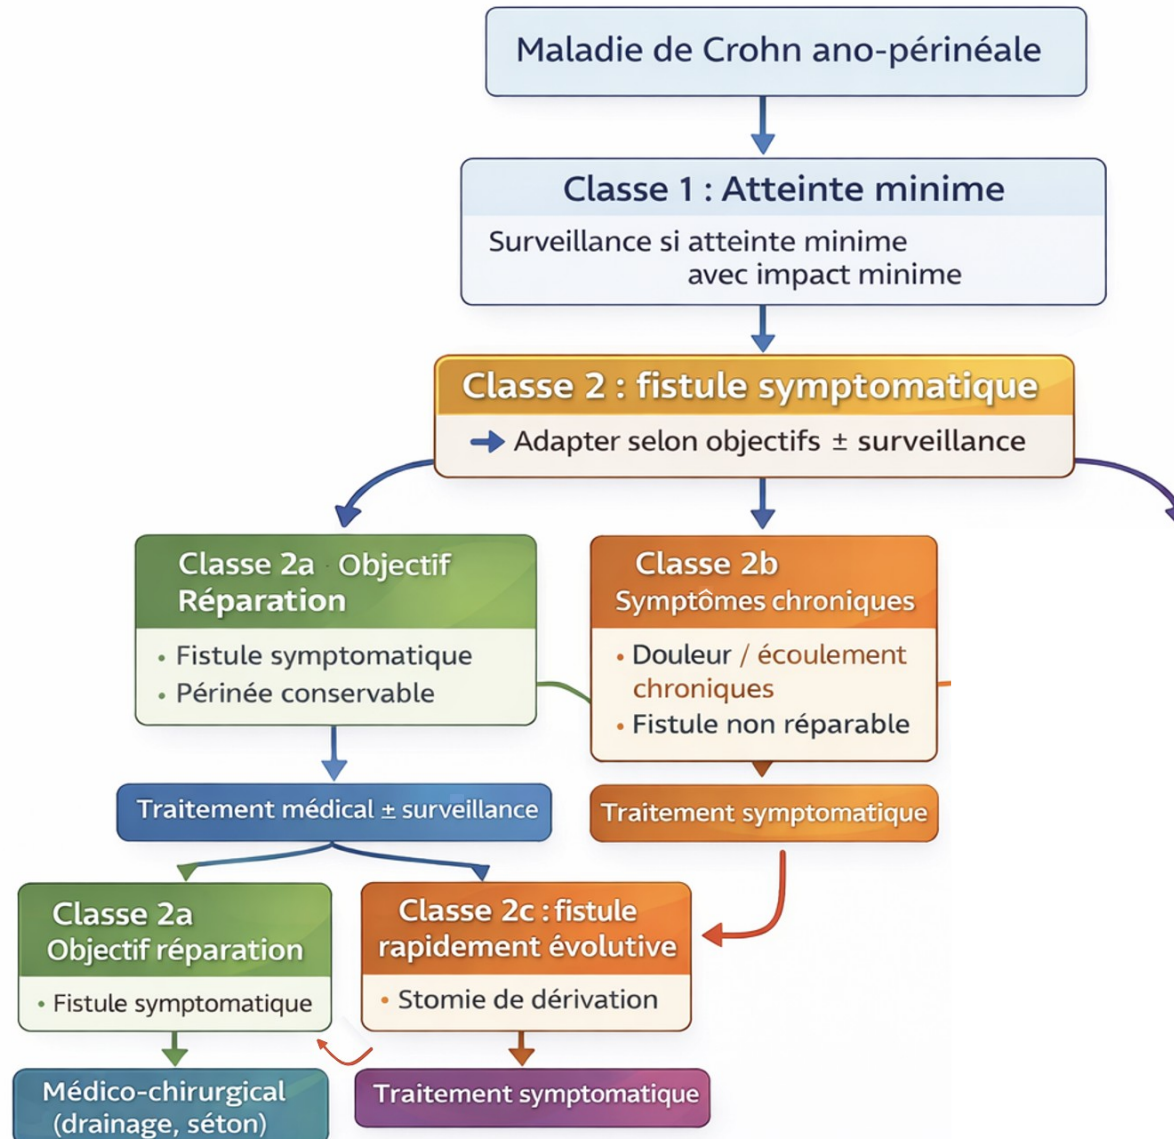 Maladie de Crohn ano-périnéale
Classe 1 : Atteinte minime
Surveillance si atteinte minime
avec impact minime
Classe 2 : fistule symptomatique
➔ Adapter selon objectifs ± surveillance
Classe 2a · Objectif
Réparation
• Fistule symptomatique
• Périnée conservable
Classe 2b
Symptômes chroniques
• Douleur / écoulement
chroniques
• Fistule non réparable
Traitement médical ± surveillance
Traitement symptomatique
Classe 2a
Objectif réparation
• Fistule symptomatique
Classe 2c : fistule
rapidement évolutive
• Stomie de dérivation
Médico-chirurgical
(drainage, séton)
Traitement symptomatique